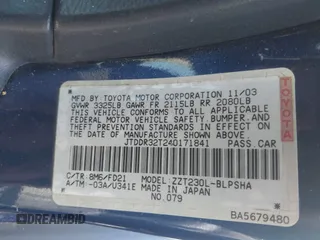 MFD BY TOYOTA MOTOR CORPORATION 11/03
GVWR 3325LB GAWR FR 2115LB RR 2080LB
THIS VEHICLE CONFORMS TO ALL APPLICABLE
FEDERAL MOTOR VEHICLE SAFETY, BUMPER, AND
THEFT PREVENTION STANDARDS IN EFFECT ON
THE DATE OF MANUFACTURE SHOWN ABOVE.
JTDDR32T240171841 PASS.CAR
C/TR: 8M6/FD21 MODEL: ZZT230L-BLPSHA
A/TM -03A/U341E MADE IN JAPAN
NO.079
BA5679480
TOYOTA